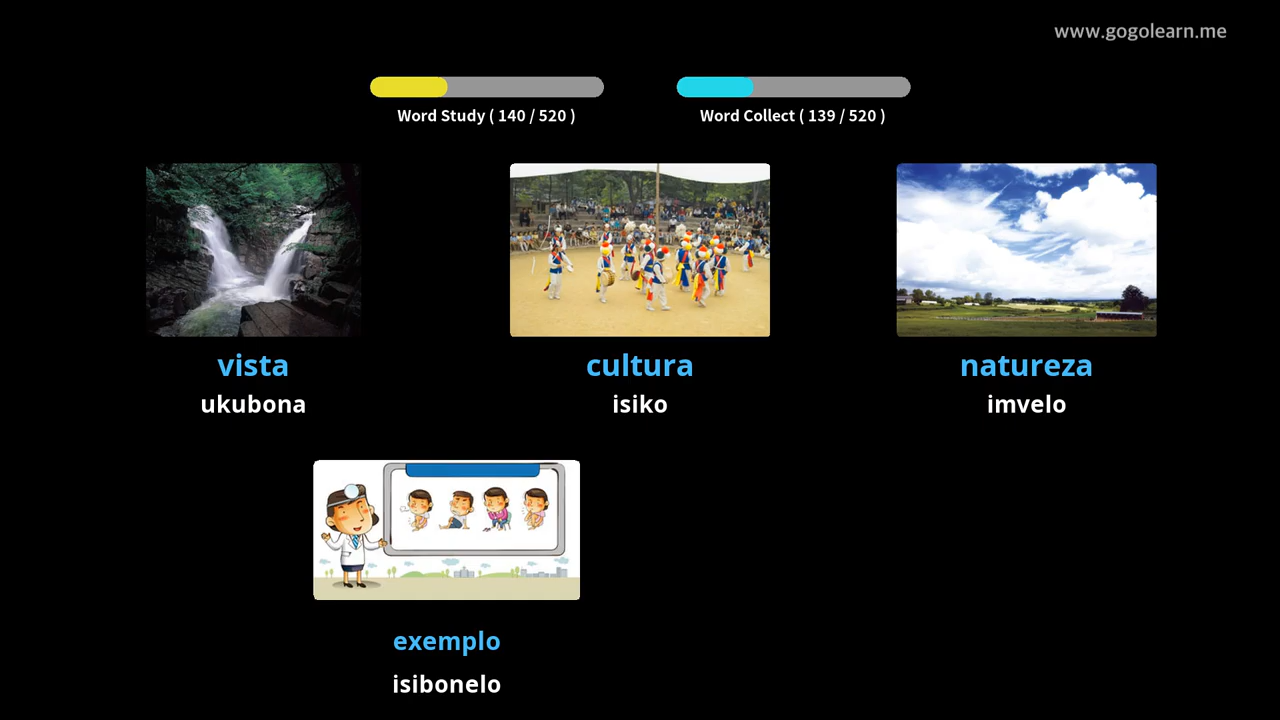 www.gogolearn.me
Word Study ( 140 / 520 )
Word Collect ( 139 / 520 )
vista
ukubona
cultura
isiko
natureza
imvelo
exemplo
isibonelo